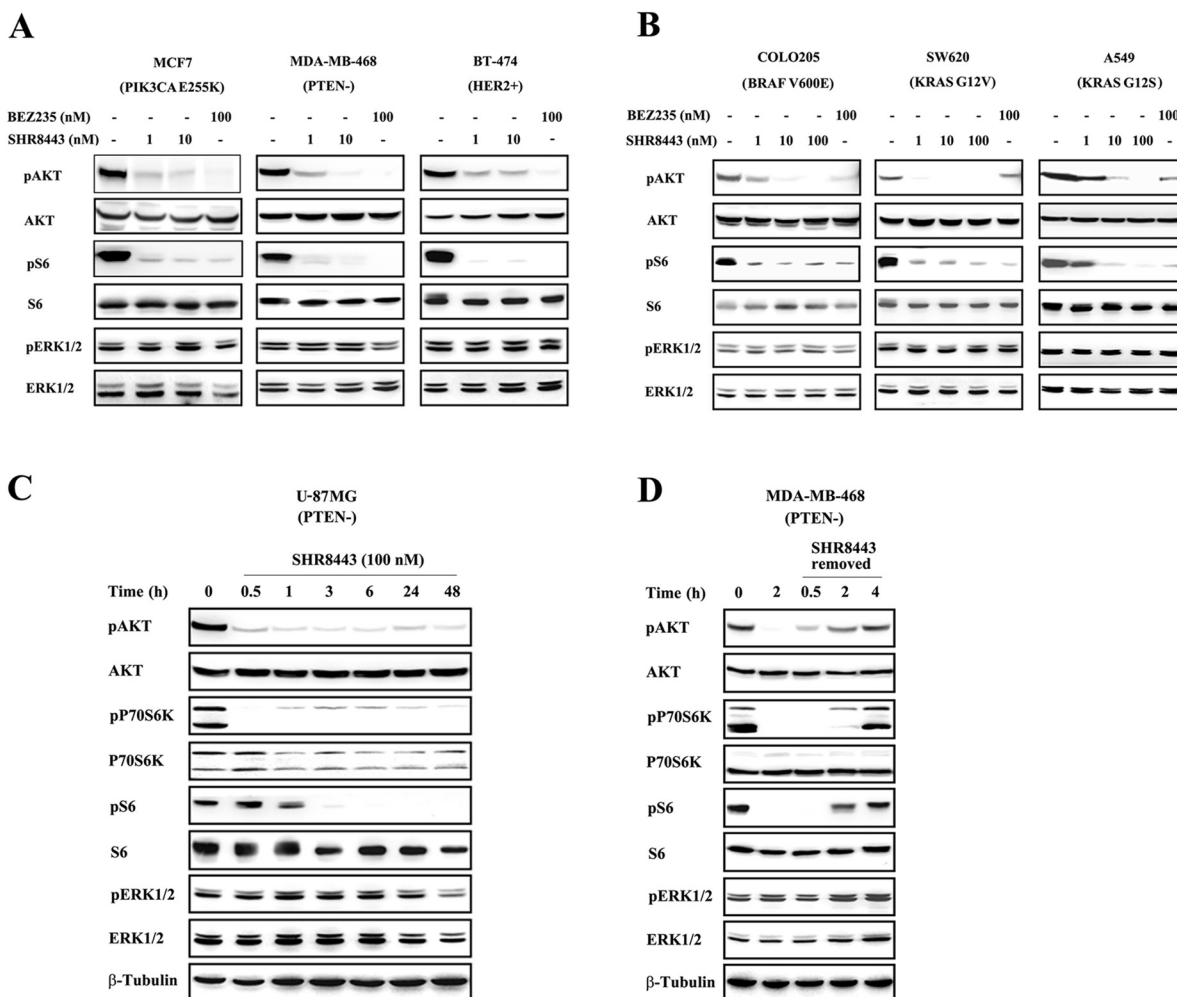 A
MCF7 MDA-MB-468 BT-474
(PIK3CA E255K) (PTEN-) (HER2+)
BEZ235 (nM) - - - 100 - - - 100 - - - 100
SHR8443 (nM) - 1 10 - - 1 10 - - 1 10 -
pAKT
AKT
pS6
S6
pERK1/2
ERK1/2
B
COLO205 SW620 A549
(BRAF V600E) (KRAS G12V) (KRAS G12S)
BEZ235 (nM) - - - - 100 - - - - 100 - - - - 100
SHR8443 (nM) - 1 10 100 - - 1 10 100 - - 1 10 100 -
pAKT
AKT
pS6
S6
pERK1/2
ERK1/2
C
U-87MG
(PTEN-)
SHR8443 (100 nM)
Time (h) 0 0.5 1 3 6 24 48
pAKT
AKT
pP70S6K
P70S6K
pS6
S6
pERK1/2
ERK1/2
β-Tubulin
D
MDA-MB-468
(PTEN-)
SHR8443
removed
Time (h) 0 2 0.5 2 4
pAKT
AKT
pP70S6K
P70S6K
pS6
S6
pERK1/2
ERK1/2
β-Tubulin